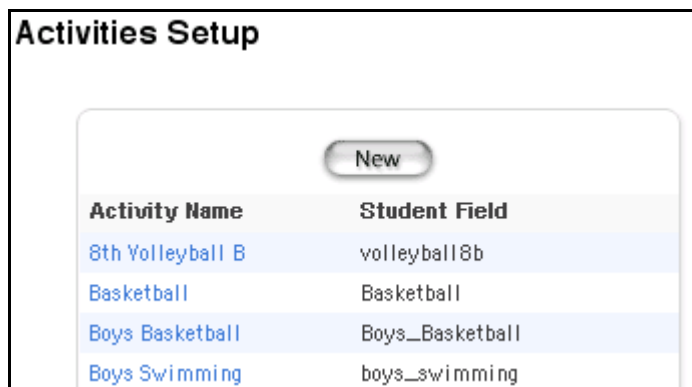 Activities Setup
New
Activity Name Student Field
8th Volleyball B volleyball8b
Basketball Basketball
Boys Basketball Boys_Basketball
Boys Swimming boys_swimming